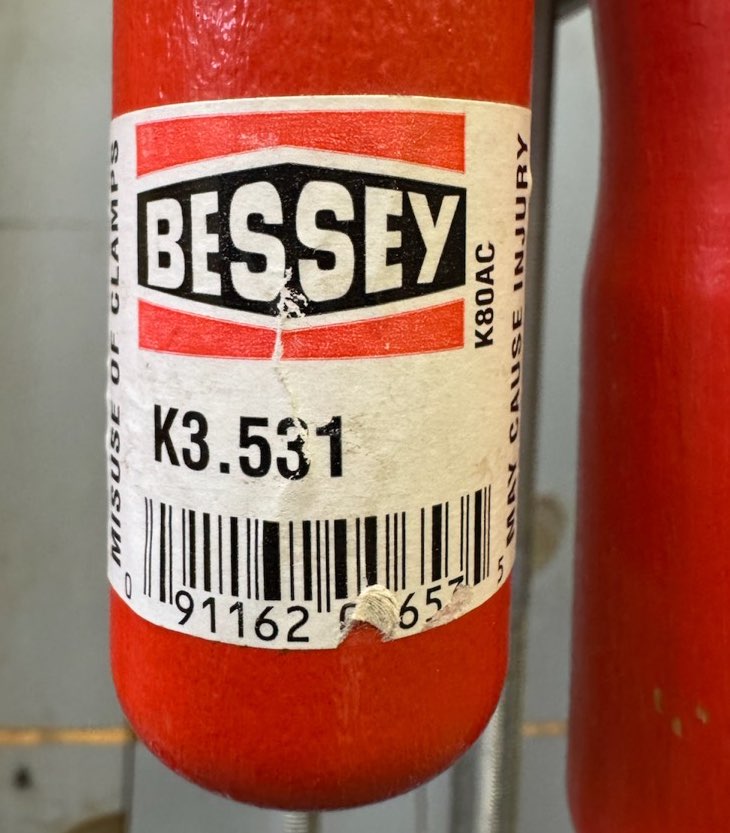 BESSEY
K80AC
K3.531
MISUSE OF CLAMPS
MAY CAUSE INJURY
0 91162 5